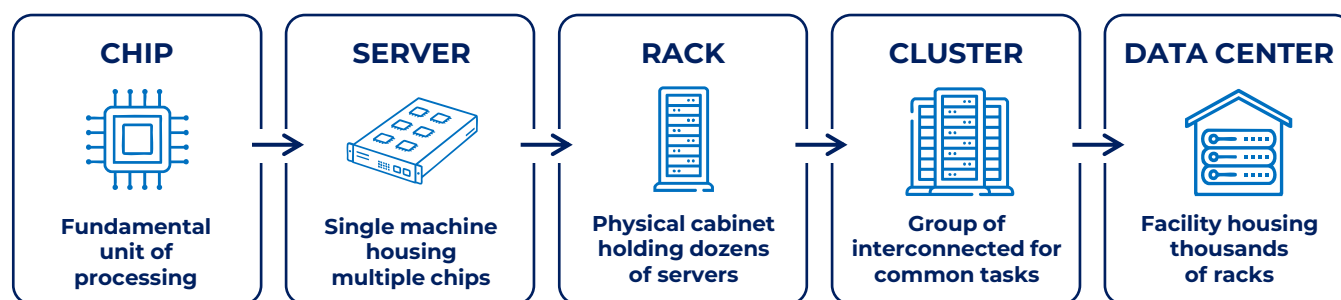 CHIP
Fundamental
unit of
processing
SERVER
Single machine
housing
multiple chips
RACK
Physical cabinet
holding dozens
of servers
CLUSTER
Group of
interconnected for
common tasks
DATA CENTER
Facility housing
thousands
of racks